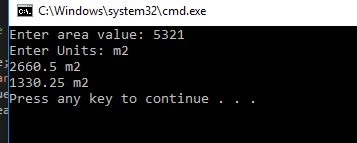 C:\Windows\system32\cmd.exe
Enter area value: 5321
Enter Units: m2
2660.5 m2
1330.25 m2
Press any key to continue . . .